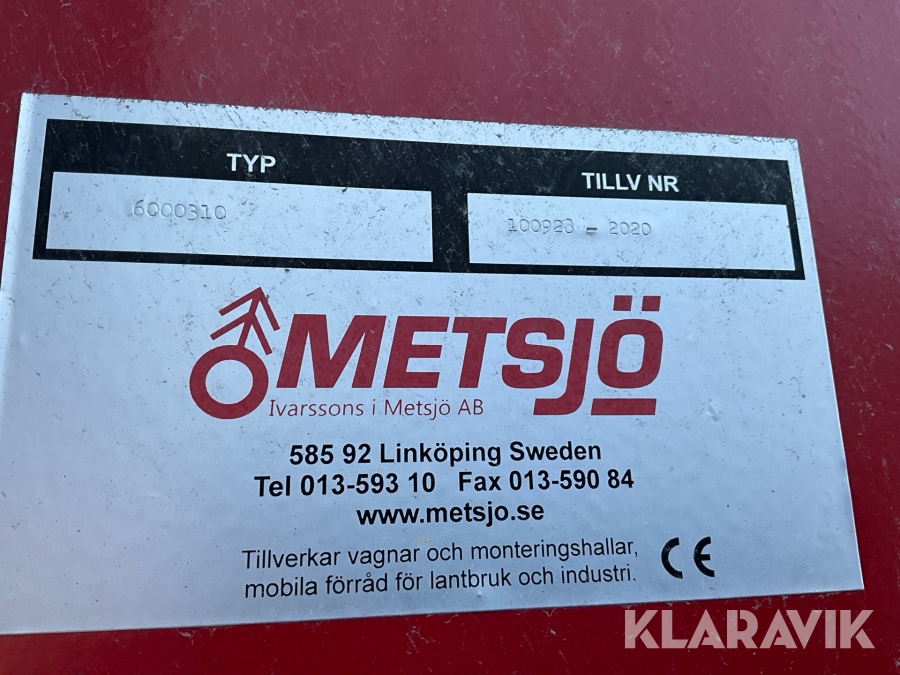 TYP
TILLV NR
6000310
100928 - 2020
METSJÖ
Ivarssons i Metsjö AB
585 92 Linköping Sweden
Tel 013-593 10 Fax 013-590 84
www.metsjo.se
Tillverkar vagnar och monteringshallar,
mobila förråd för lantbruk och industri.
CE
KLARAVIK